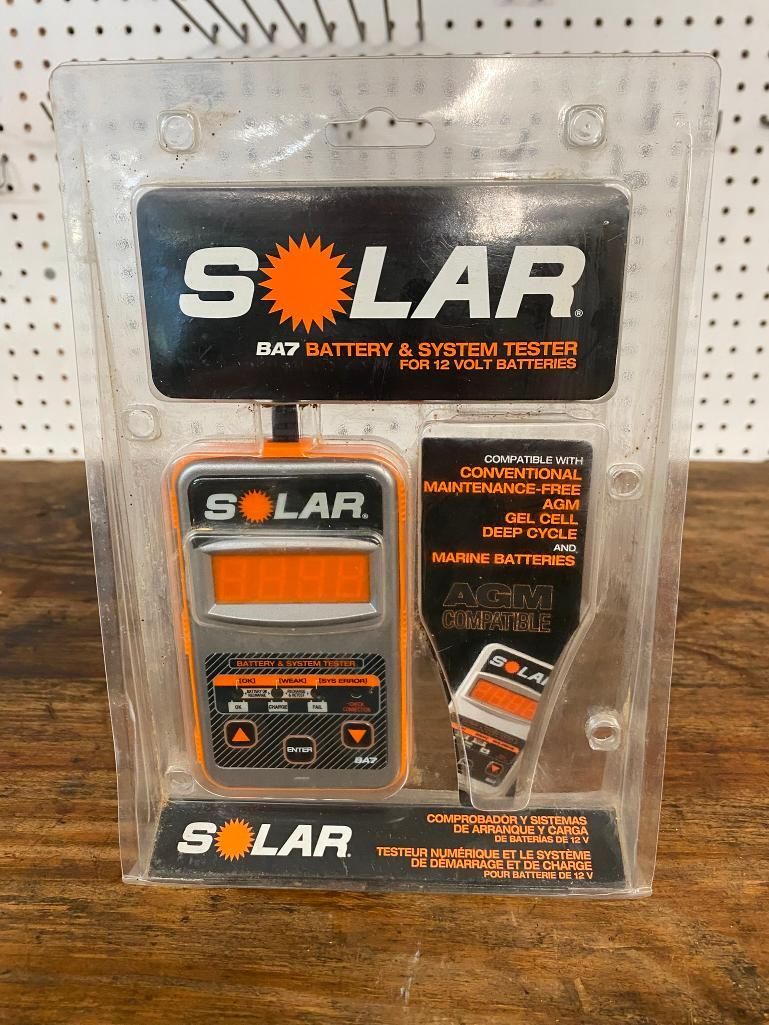 SOLAR®
BA7 BATTERY & SYSTEM TESTER
FOR 12 VOLT BATTERIES
SOLAR®
BATTERY & SYSTEM TESTER
[OK] [WEAK] [SYS ERROR]
OK CHARGE FAIL
CHECK
CONNECTION
ENTER
BA7
COMPATIBLE WITH
CONVENTIONAL
MAINTENANCE-FREE
AGM
GEL CELL
DEEP CYCLE
AND
MARINE BATTERIES
AGM
COMPATIBLE
SOLAR
SOLAR®
COMPROBADOR Y SISTEMAS
DE ARRANQUE Y CARGA
DE BATERÍAS DE 12 V
TESTEUR NUMÉRIQUE ET LE SYSTÈME
DE DÉMARRAGE ET DE CHARGE
POUR BATTERIE DE 12 V